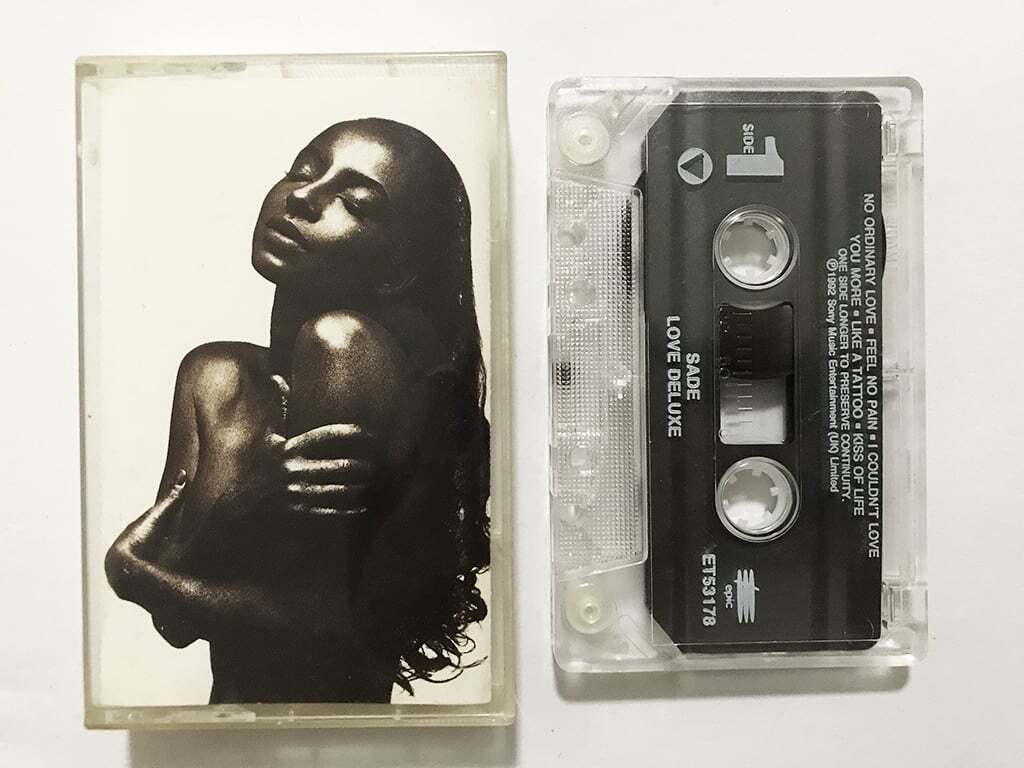 SIDE 1
NO ORDINARY LOVE ▪ FEEL NO PAIN ▪ I COULDN'T LOVE
YOU MORE ▪ LIKE A TATTOO ▪ KISS OF LIFE
ONE SIDE LONGER TO PRESERVE CONTINUITY.
℗1992 Sony Music Entertainment (UK) Limited
SADE
LOVE DELUXE
epic
ET53178